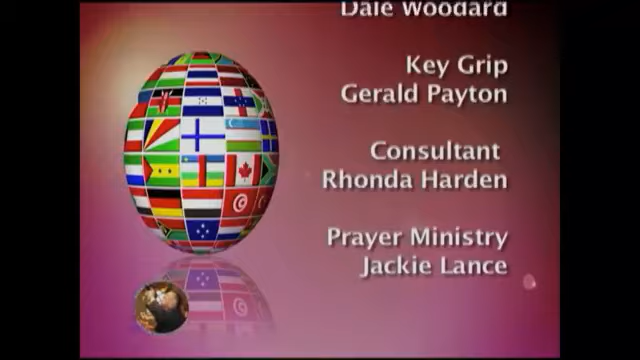 Dale Woodard
Key Grip
Gerald Payton
Consultant
Rhonda Harden
Prayer Ministry
Jackie Lance